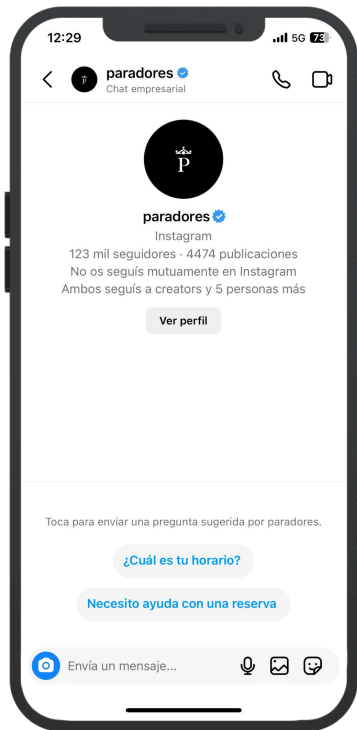 12:29
5G 73
paradores
Chat empresarial
P
paradores
Instagram
123 mil seguidores · 4474 publicaciones
No os seguís mutuamente en Instagram
Ambos seguís a creators y 5 personas más
Ver perfil
Toca para enviar una pregunta sugerida por paradores.
¿Cuál es tu horario?
Necesito ayuda con una reserva
Envía un mensaje...